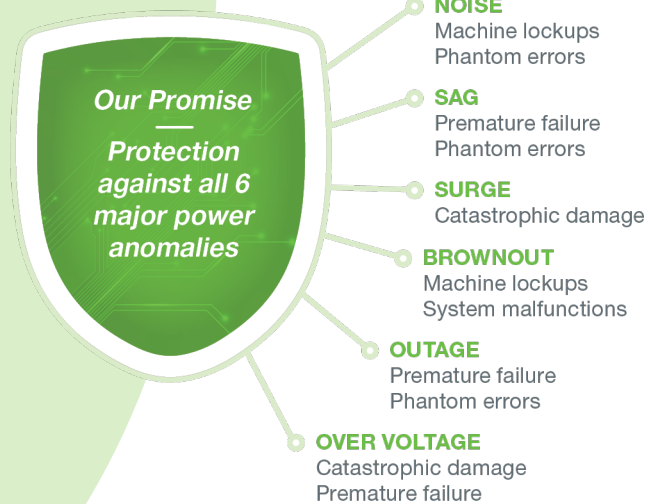 Our Promise
Protection
against all 6
major power
anomalies
NOISE
Machine lockups
Phantom errors
SAG
Premature failure
Phantom errors
SURGE
Catastrophic damage
BROWNOUT
Machine lockups
System malfunctions
OUTAGE
Premature failure
Phantom errors
OVER VOLTAGE
Catastrophic damage
Premature failure